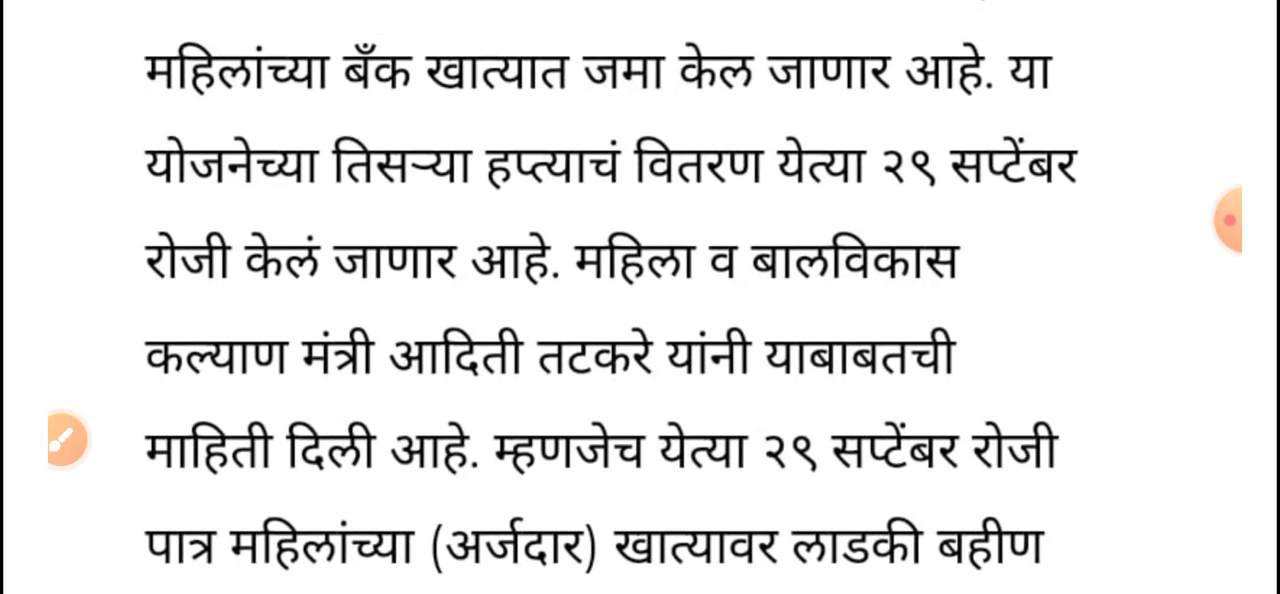 महिलांच्या बँक खात्यात जमा केल जाणार आहे. या
योजनेच्या तिसऱ्या हप्त्याचं वितरण येत्या २९ सप्टेंबर
रोजी केलं जाणार आहे. महिला व बालविकास
कल्याण मंत्री आदिती तटकरे यांनी याबाबतची
माहिती दिली आहे. म्हणजेच येत्या २९ सप्टेंबर रोजी
पात्र महिलांच्या (अर्जदार) खात्यावर लाडकी बहीण